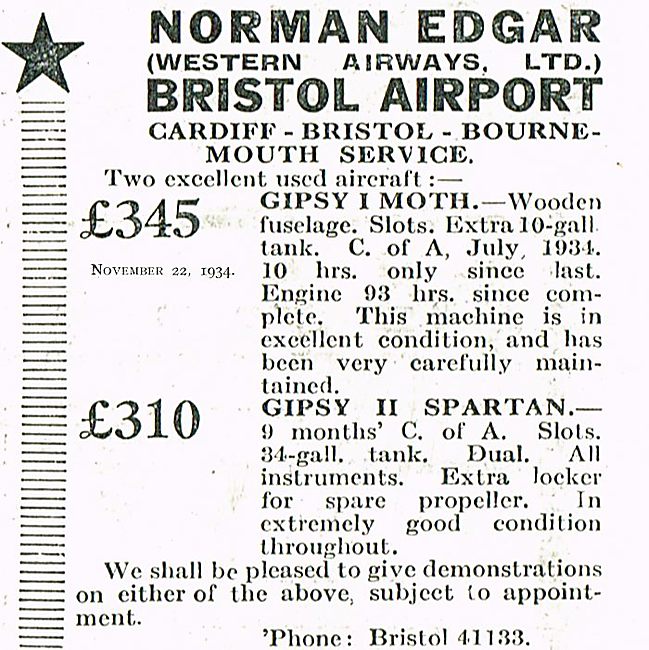 NORMAN EDGAR
(WESTERN AIRWAYS, LTD.)
BRISTOL AIRPORT
CARDIFF - BRISTOL - BOURNE-
MOUTH SERVICE.
Two excellent used aircraft :—
£345
GIPSY I MOTH.—Wooden
fuselage. Slots. Extra 10-gall.
tank. C. of A, July, 1934.
NOVEMBER 22, 1934.
10 hrs. only since last.
Engine 93 hrs. since com-
plete. This machine is in
excellent condition, and has
been very carefully main-
tained.
£310
GIPSY II SPARTAN.—
9 months' C. of A. Slots.
34-gall. tank. Dual. All
instruments. Extra locker
for spare propeller. In
extremely good condition
throughout.
We shall be pleased to give demonstrations
on either of the above, subject to appoint-
ment.
'Phone: Bristol 41133.